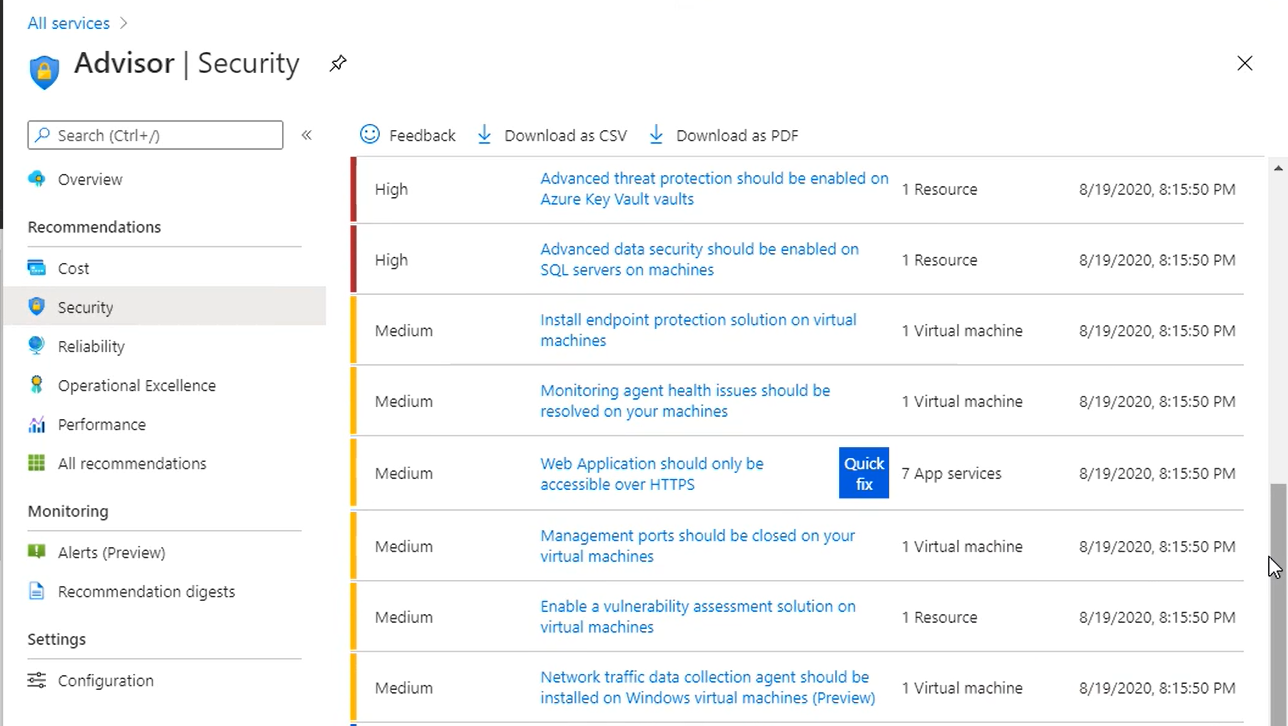 All services
Advisor | Security
Search (Ctrl+/)
«
Feedback
Download as CSV
Download as PDF
Overview
Recommendations
Cost
Security
Reliability
Operational Excellence
Performance
All recommendations
Monitoring
Alerts (Preview)
Recommendation digests
Settings
Configuration
High
Advanced threat protection should be enabled on
Azure Key Vault vaults
1 Resource
8/19/2020, 8:15:50 PM
High
Advanced data security should be enabled on
SQL servers on machines
1 Resource
8/19/2020, 8:15:50 PM
Medium
Install endpoint protection solution on virtual
machines
1 Virtual machine
8/19/2020, 8:15:50 PM
Medium
Monitoring agent health issues should be
resolved on your machines
1 Virtual machine
8/19/2020, 8:15:50 PM
Medium
Web Application should only be
accessible over HTTPS
Quick
fix
7 App services
8/19/2020, 8:15:50 PM
Medium
Management ports should be closed on your
virtual machines
1 Virtual machine
8/19/2020, 8:15:50 PM
Medium
Enable a vulnerability assessment solution on
virtual machines
1 Resource
8/19/2020, 8:15:50 PM
Medium
Network traffic data collection agent should be
installed on Windows virtual machines (Preview)
1 Virtual machine
8/19/2020, 8:15:50 PM